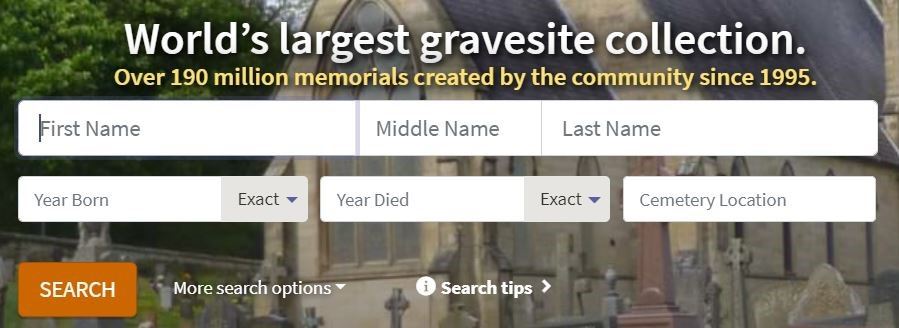 World's largest gravesite collection.
Over 190 million memorials created by the community since 1995.
First Name Middle Name Last Name
Year Born Exact Year Died Exact Cemetery Location
SEARCH More search options Search tips